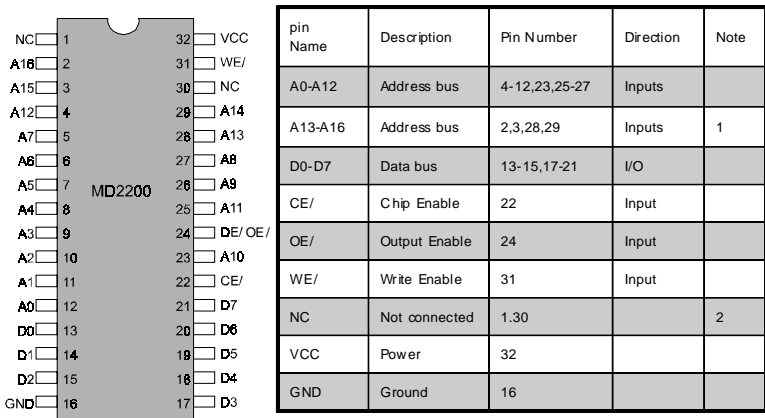 NC 1 32 VCC
A16 2 31 WE/
A15 3 30 NC
A12 4 29 A14
A7 5 28 A13
A6 6 27 A8
A5 7 26 A9
MD2200
A4 8 25 A11
A3 9 24 DE/ OE/
A2 10 23 A10
A1 11 22 CE/
A0 12 21 D7
D0 13 20 D6
D1 14 19 D5
D2 15 18 D4
GND 16 17 D3
pin Name Description Pin Number Direction Note
A0-A12 Address bus 4-12,23,25-27 Inputs
A13-A16 Address bus 2,3,28,29 Inputs 1
D0-D7 Data bus 13-15,17-21 I/O
CE/ Chip Enable 22 Input
OE/ Output Enable 24 Input
WE/ Write Enable 31 Input
NC Not connected 1.30 2
VCC Power 32
GND Ground 16